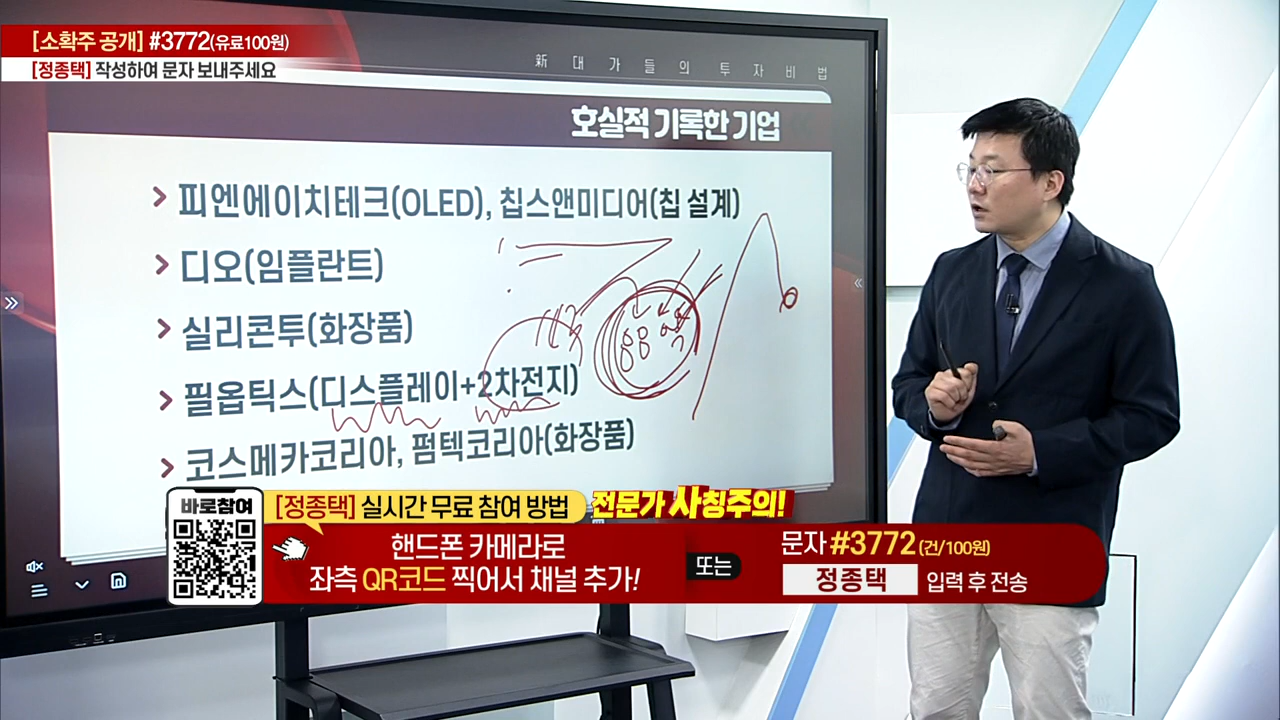 [소확주 공개] #3772(유료100원)
[정종택] 작성하여 문자 보내주세요
新 대 가 들 의 투 자 비 법
호실적 기록한 기업
피엔에이치테크(OLED), 칩스앤미디어(칩 설계)
디오(임플란트)
실리콘투(화장품)
필옵틱스(디스플레이+2차전지)
코스메카코리아, 펌텍코리아(화장품)
바로참여
[정종택] 실시간 무료 참여 방법
전문가 사칭주의!
핸드폰 카메라로
좌측 QR코드 찍어서 채널 추가!
또는
문자 #3772 (건/100원)
정종택 입력 후 전송